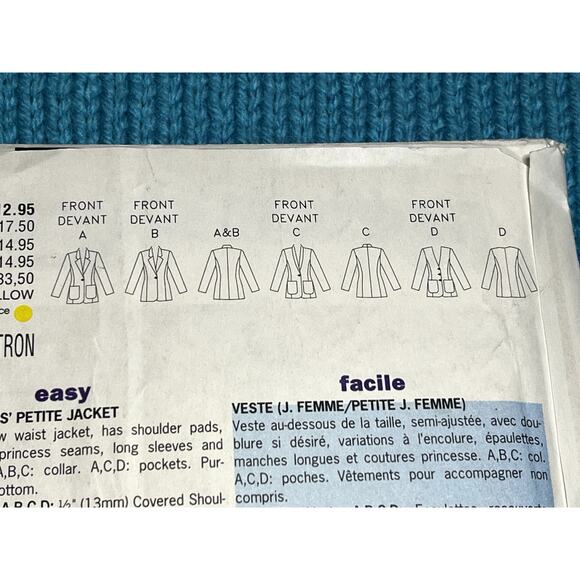 12.95
17.50
14.95
14.95
33,50
FRONT
DEVANT
A
FRONT
DEVANT
B
A&B
FRONT
DEVANT
C
C
FRONT
DEVANT
D
D
TRON
easy
PETITE JACKET
waist jacket, has shoulder pads,
princess seams, long sleeves and
A,B,C: collar. A,C,D: pockets. Pur-
A,B,C,D: ½" (13mm) Covered Shoul-
facile
VESTE (J. FEMME/PETITE J. FEMME)
Veste au-dessous de la taille, semi-ajustée, avec dou-
blure si désiré, variations à l'encolure, épaulettes,
manches longues et coutures princesse. A,B,C: col.
A,C,D: poches. Vêtements pour accompagner non
compris.